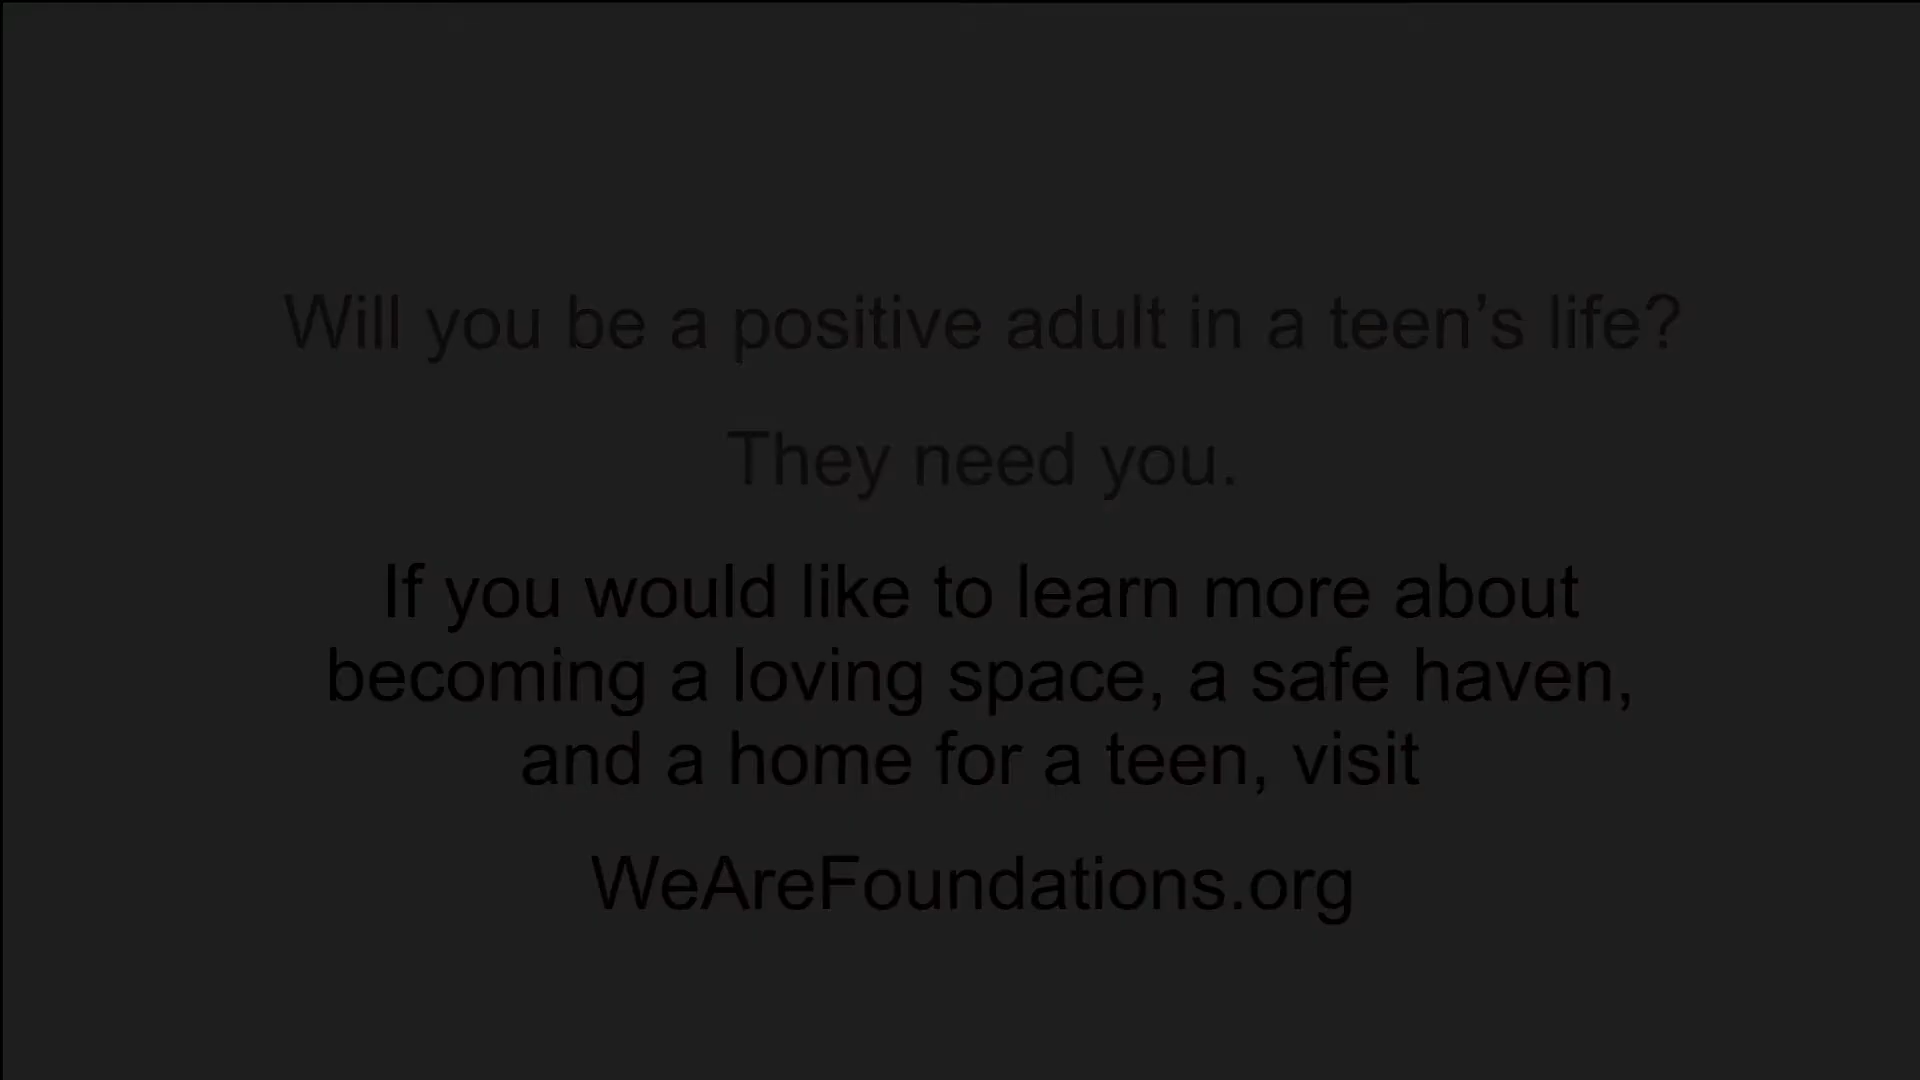 Will you be a positive adult in a teen’s life?
They need you.
If you would like to learn more about
becoming a loving space, a safe haven,
and a home for a teen, visit
WeAreFoundations.org